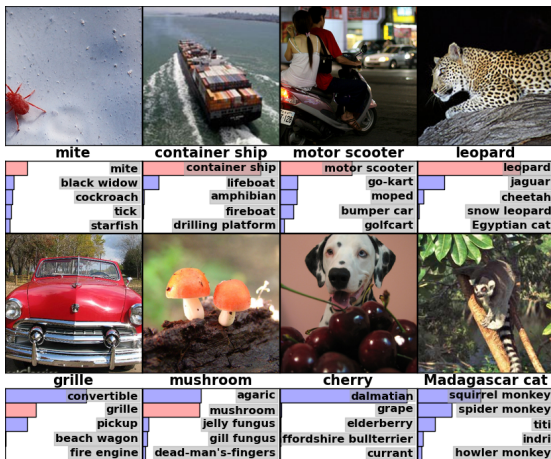 mite
container ship
motor scooter
leopard
mite
black widow
cockroach
tick
starfish
container ship
lifeboat
amphibian
fireboat
drilling platform
motor scooter
go-kart
moped
bumper car
golfcart
leopard
jaguar
cheetah
snow leopard
Egyptian cat
grille
mushroom
cherry
Madagascar cat
convertible
grille
pickup
beach wagon
fire engine
agaric
mushroom
jelly fungus
gill fungus
dead-man's-fingers
dalmatian
grape
elderberry
ffordshire bullterrier
currant
squirrel monkey
spider monkey
titi
indri
howler monkey